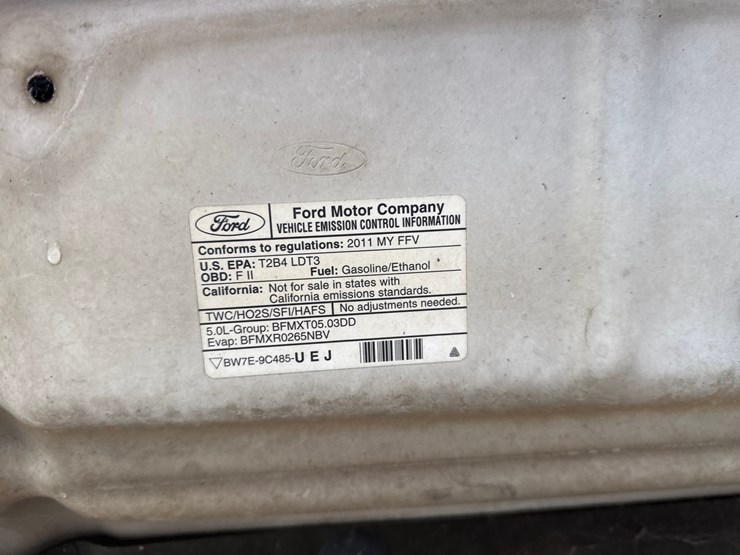 Ford
Ford
Ford Motor Company
VEHICLE EMISSION CONTROL INFORMATION
Conforms to regulations: 2011 MY FFV
U.S. EPA: T2B4 LDT3
OBD: F II Fuel: Gasoline/Ethanol
California: Not for sale in states with
California emissions standards.
TWC/HO2S/SFI/HAFS No adjustments needed.
5.0L-Group: BFMXT05.03DD
Evap: BFMXR0265NBV
BW7E-9C485-UEJ